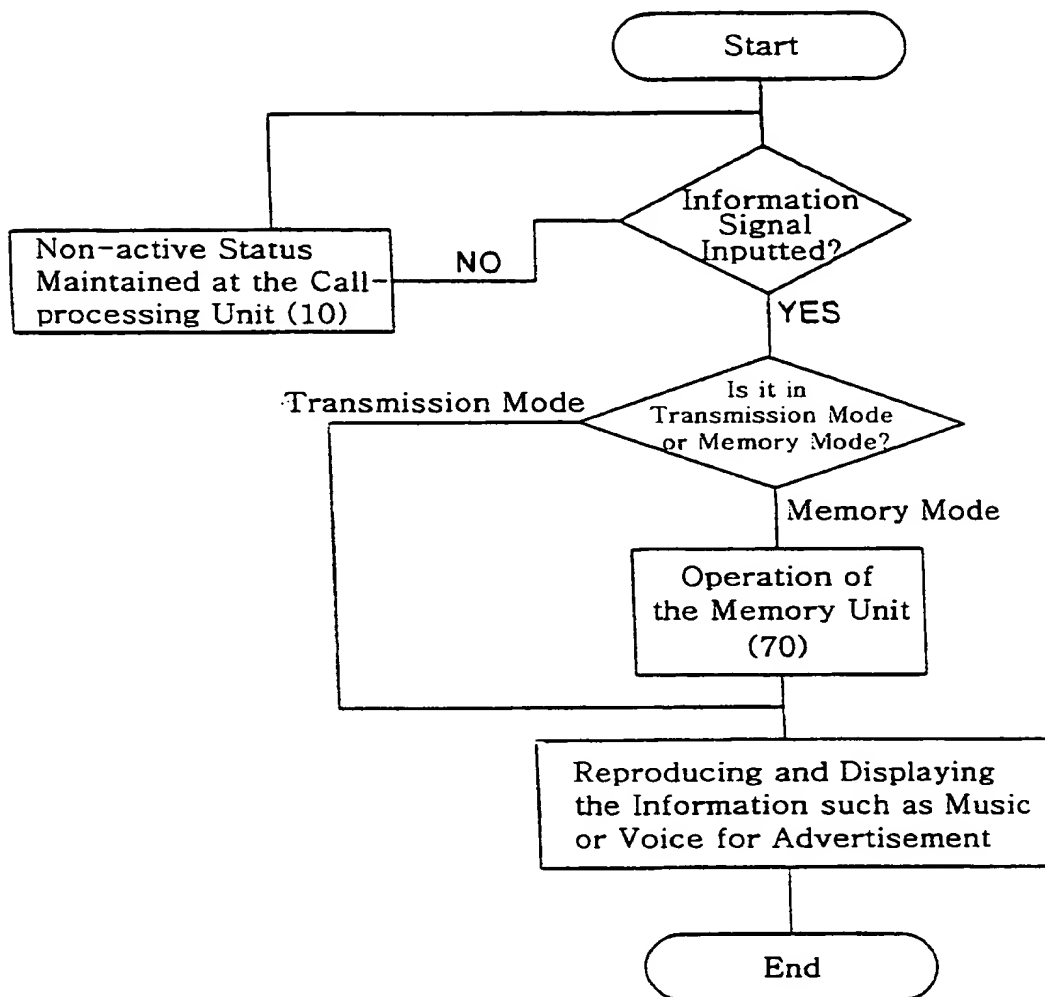 Start
Information
Signal
Inputted?
Non-active Status
Maintained at the Call-
processing Unit (10)
NO
YES
Transmission Mode
Is it in
Transmission Mode
or Memory Mode?
Memory Mode
Operation of
the Memory Unit
(70)
Reproducing and Displaying
the Information such as Music
or Voice for Advertisement
End